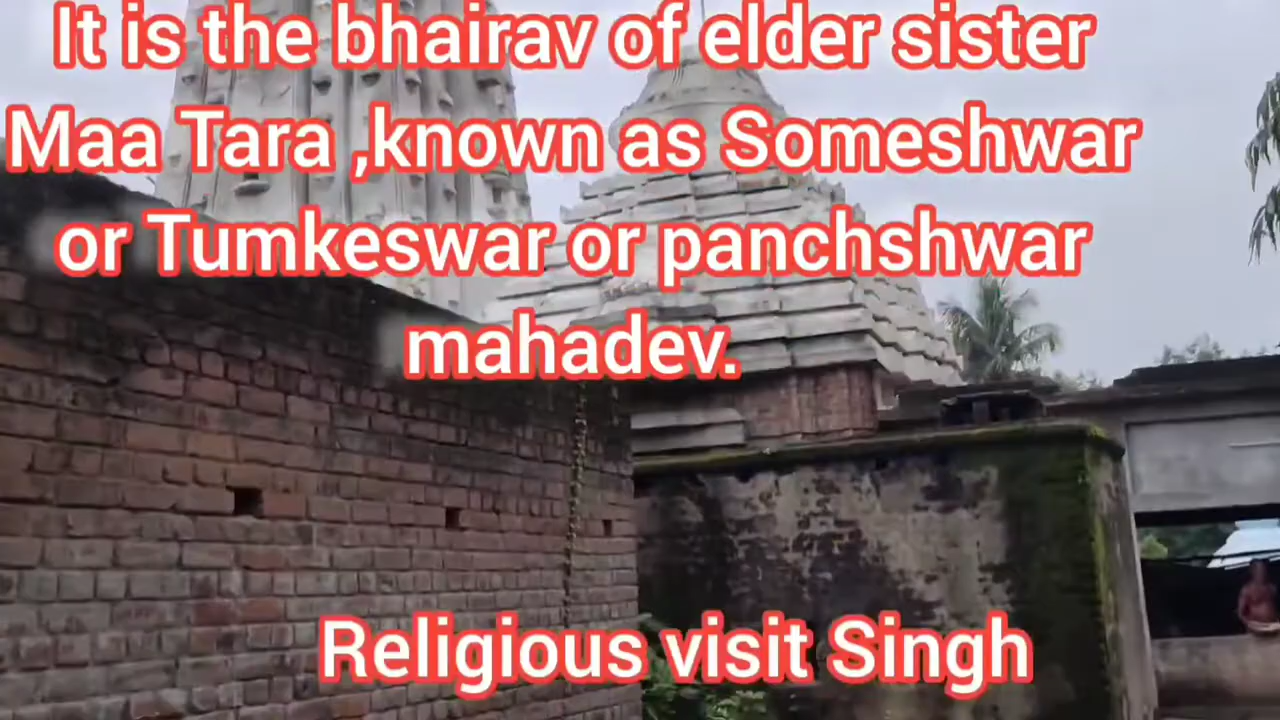 It is the bhairav of elder sister
Maa Tara ,known as Someshwar
or Tumkeswar or panchshwar
mahadev.
Religious visit Singh